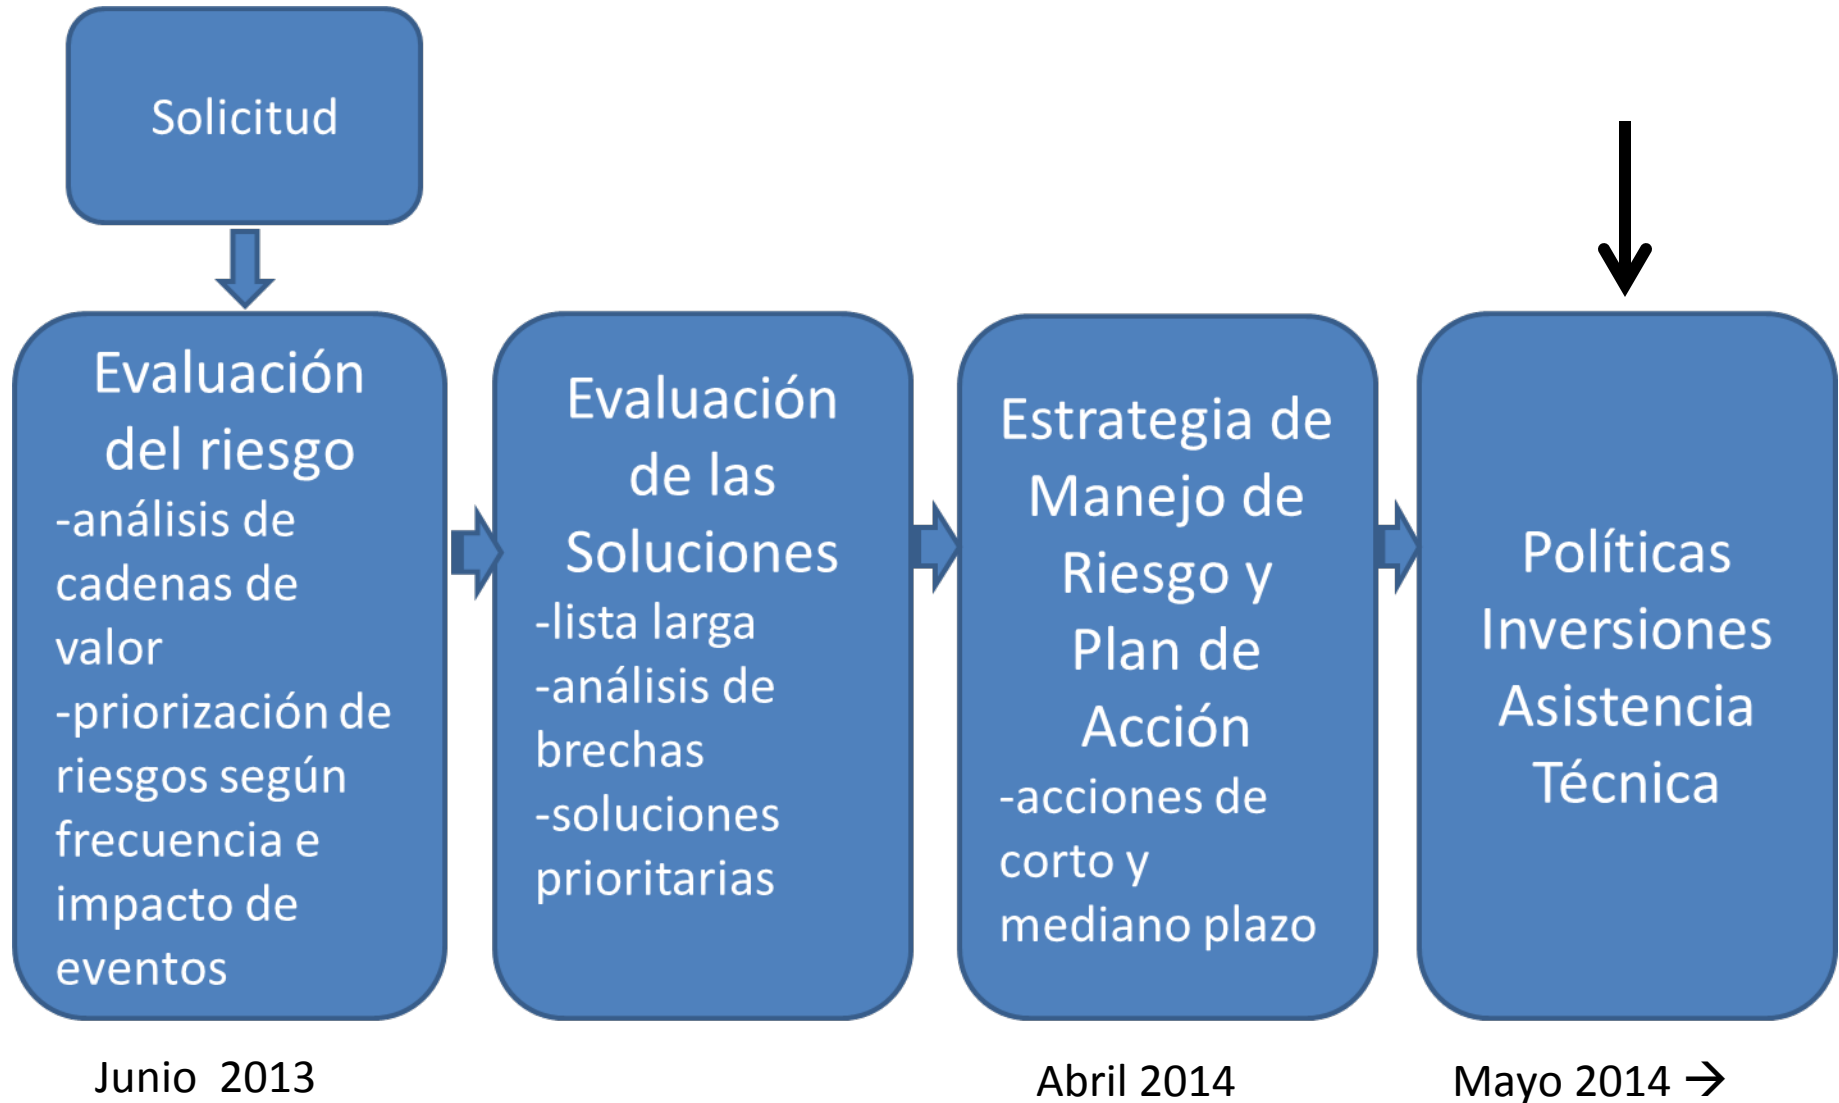 Solicitud
Evaluación
del riesgo
-análisis de
cadenas de
valor
-priorización de
riesgos según
frecuencia e
impacto de
eventos
Evaluación
de las
Soluciones
-lista larga
-análisis de
brechas
-soluciones
prioritarias
Estrategia de
Manejo de
Riesgo y
Plan de
Acción
-acciones de
corto y
mediano plazo
Políticas
Inversiones
Asistencia
Técnica
Junio 2013
Abril 2014
Mayo 2014 →